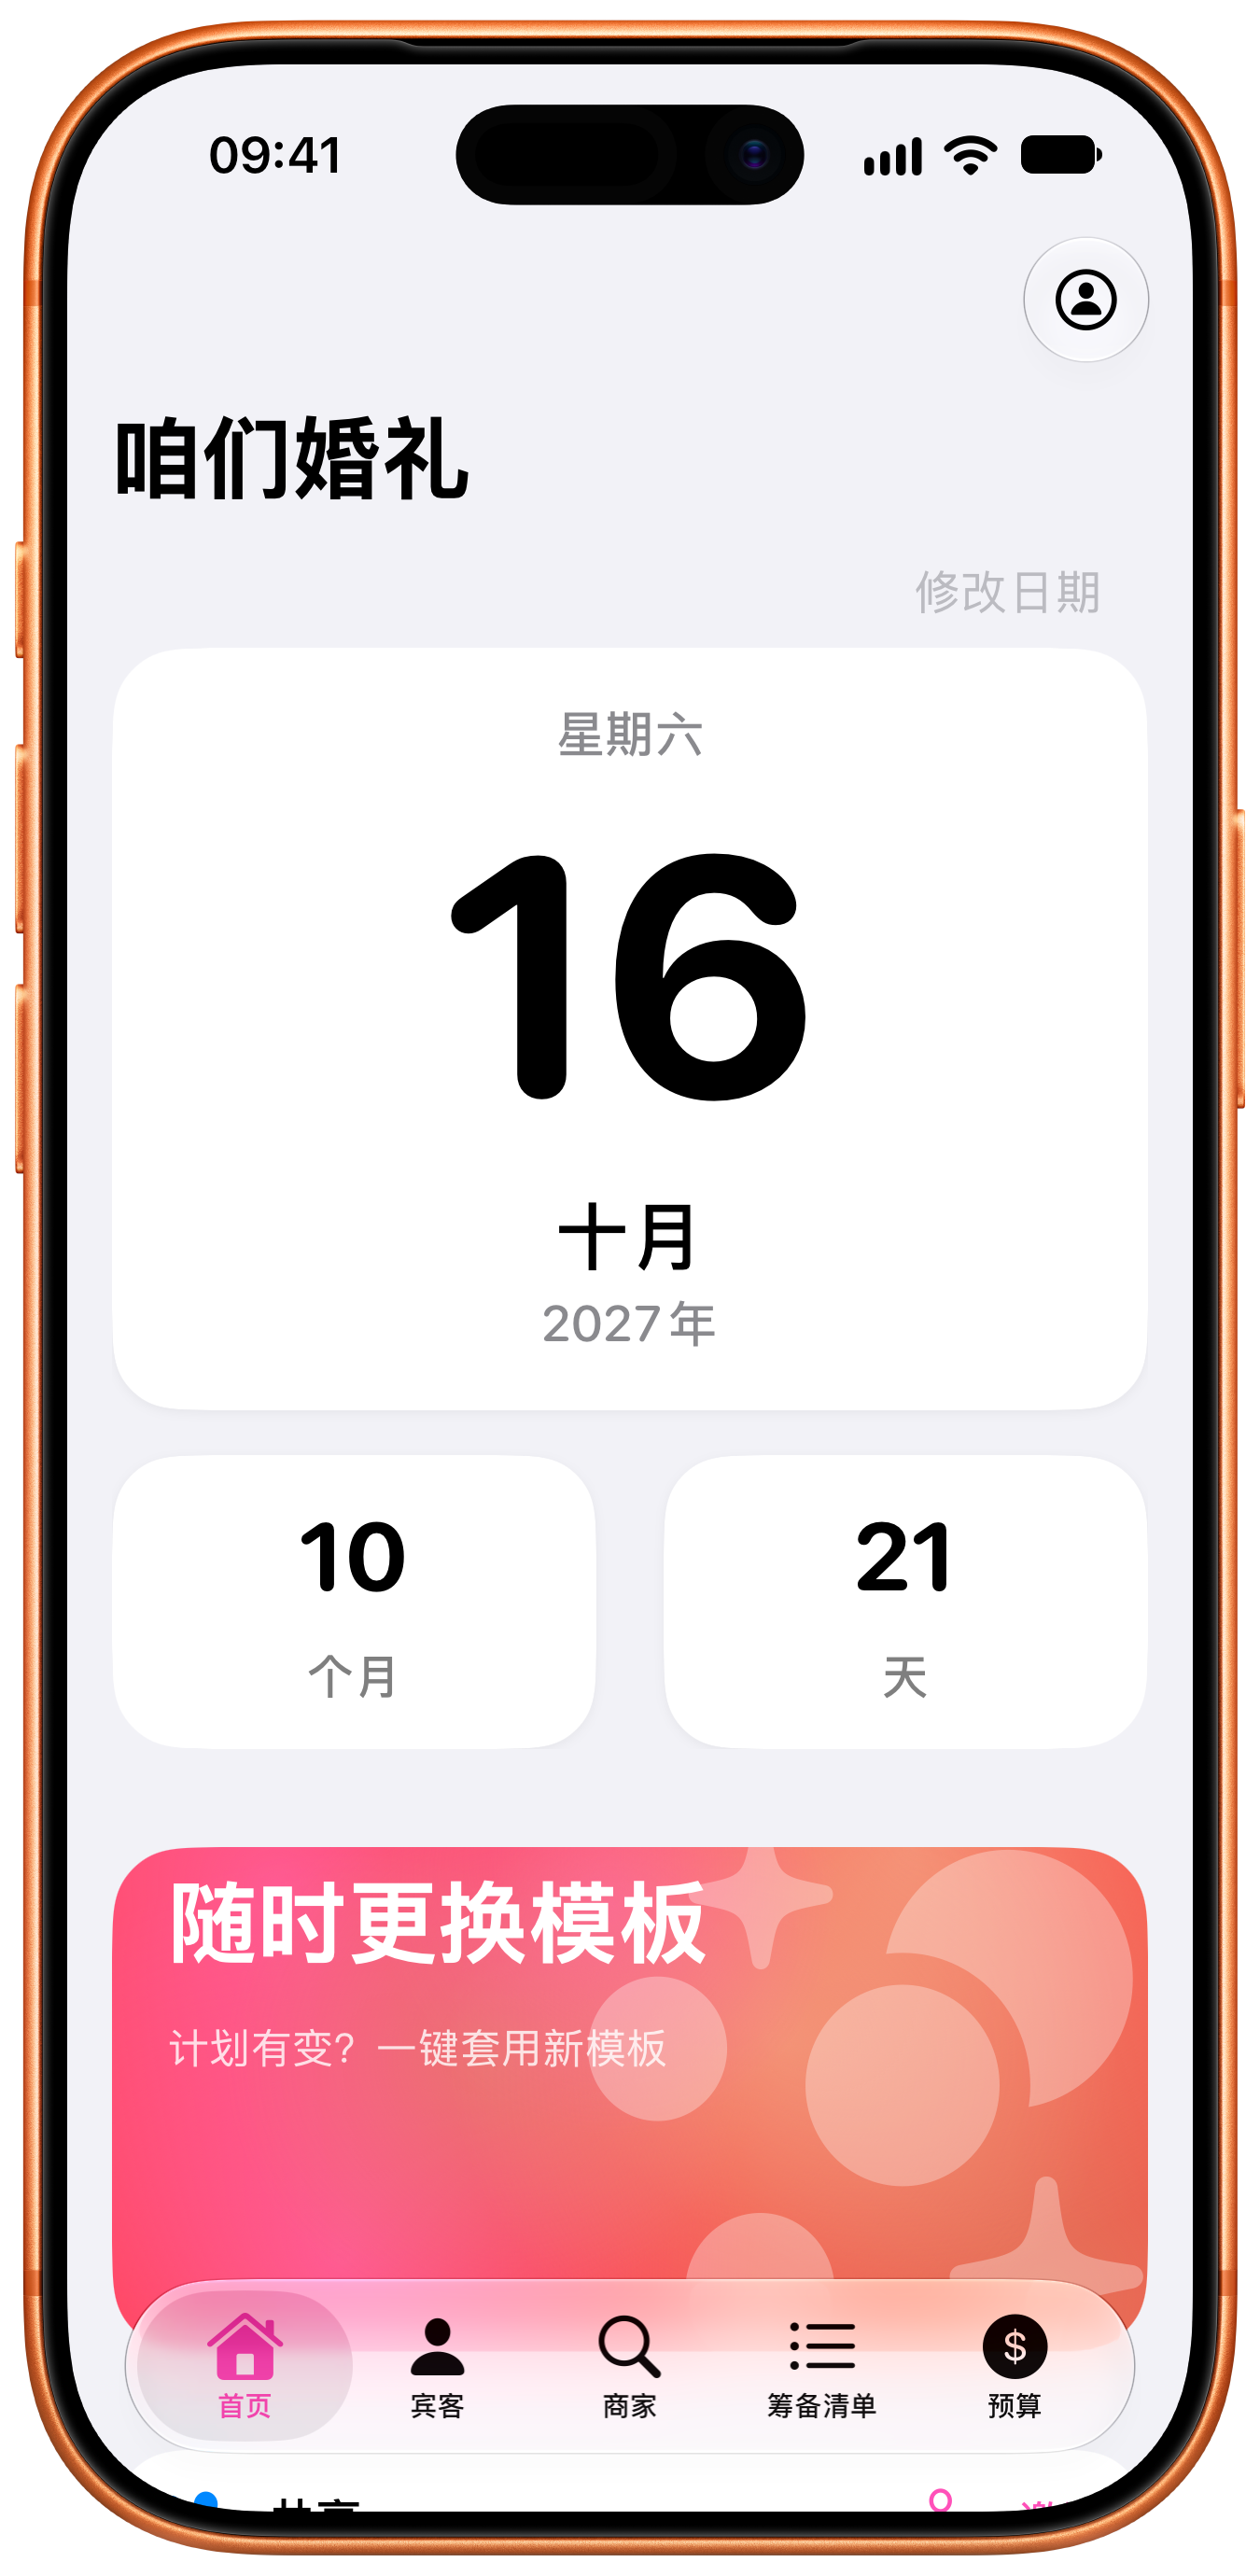 09:41
咱们婚礼
修改日期
星期六
16
十月
2027年
10
21
个月
天
随时更换模板
计划有变？一键套用新模板
首页
宾客
商家
筹备清单
$
预算